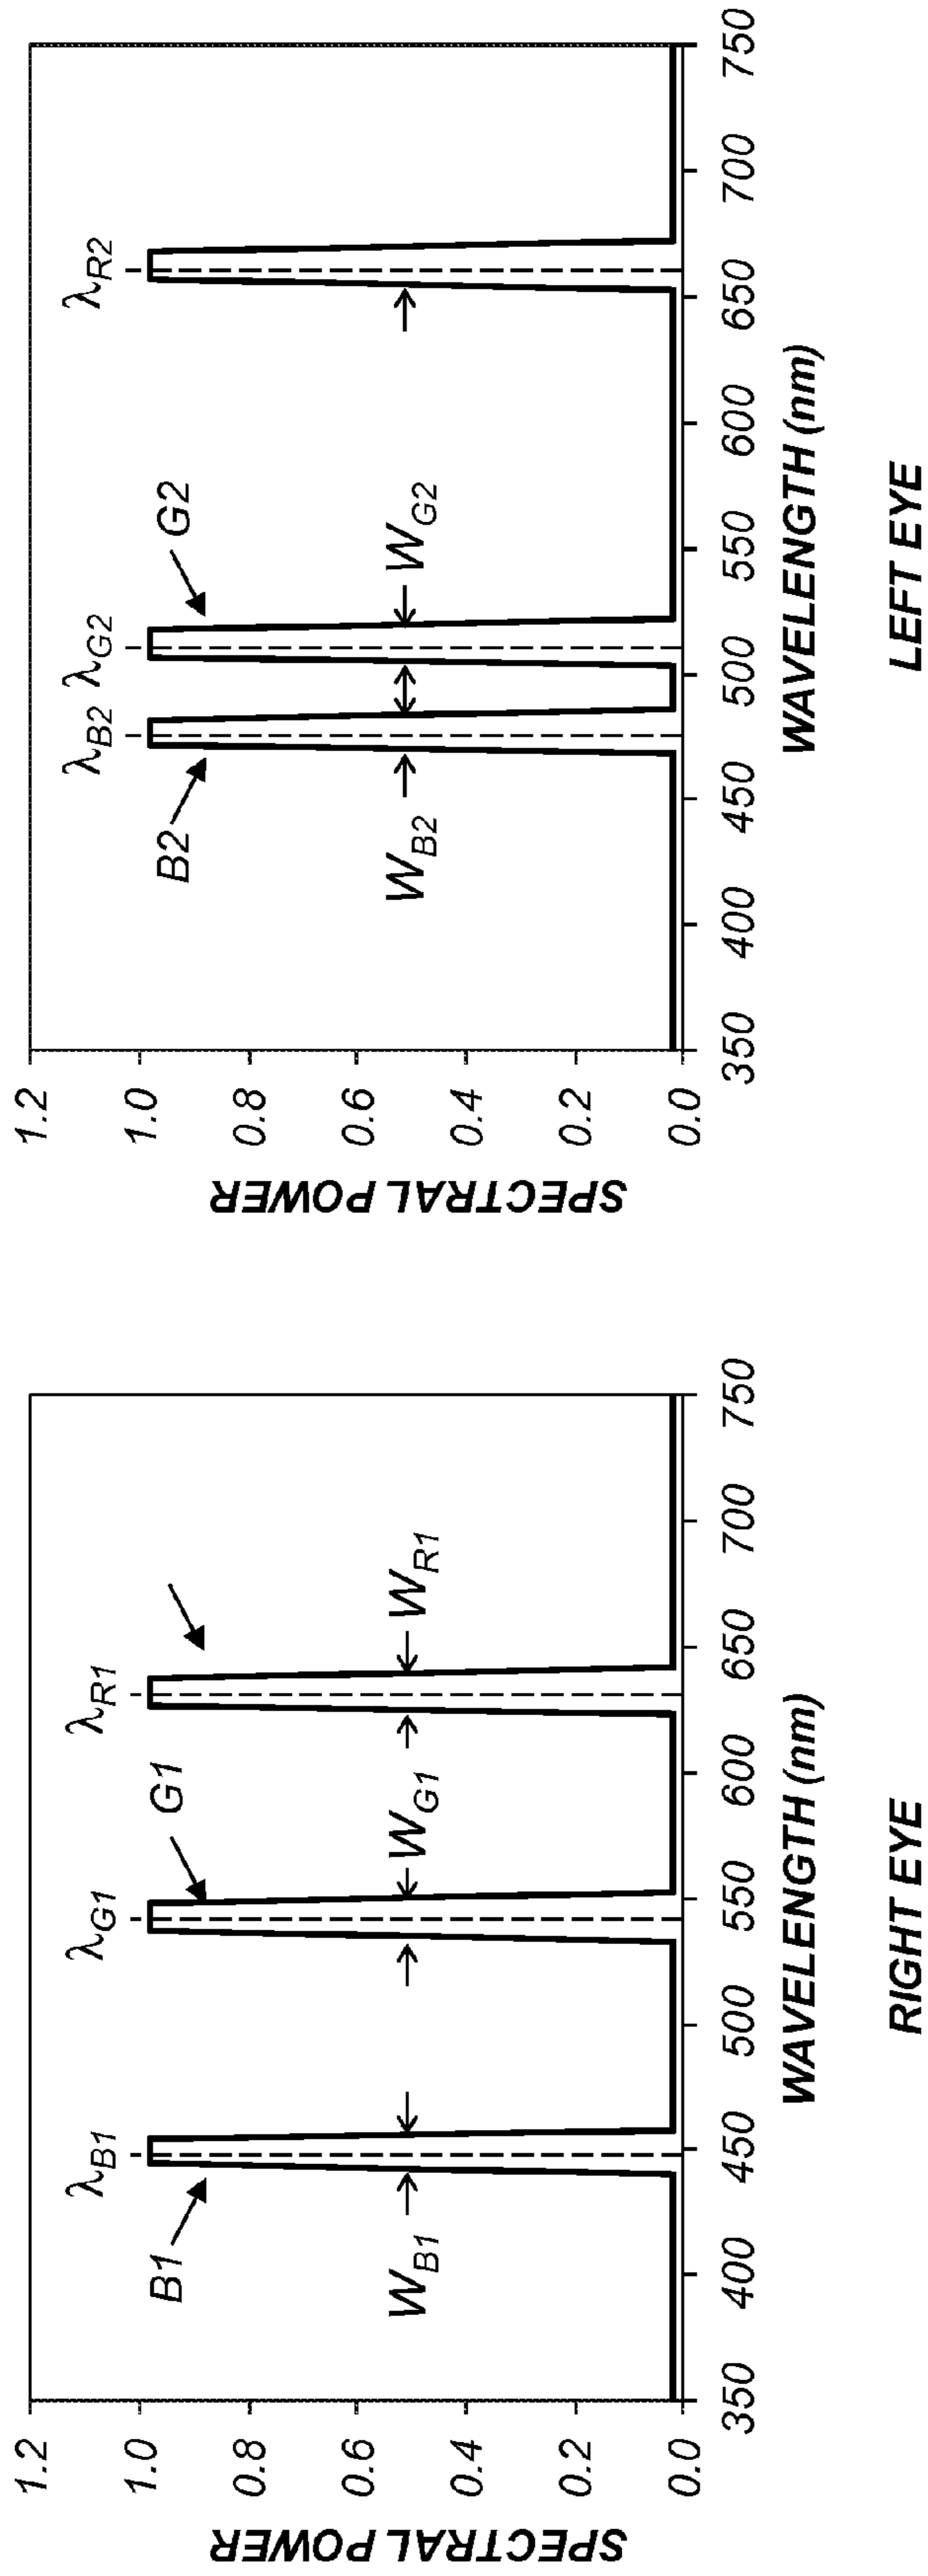 λB1
λG1
λR1
B1
G1
WB1
WG1
WR1
1.2
1.0
0.8
0.6
0.4
0.2
0.0
SPECTRAL POWER
350 400 450 500 550 600 650 700 750
WAVELENGTH (nm)
RIGHT EYE
λB2
λG2
λR2
B2
G2
WB2
WG2
1.2
1.0
0.8
0.6
0.4
0.2
0.0
SPECTRAL POWER
350 400 450 500 550 600 650 700 750
WAVELENGTH (nm)
LEFT EYE